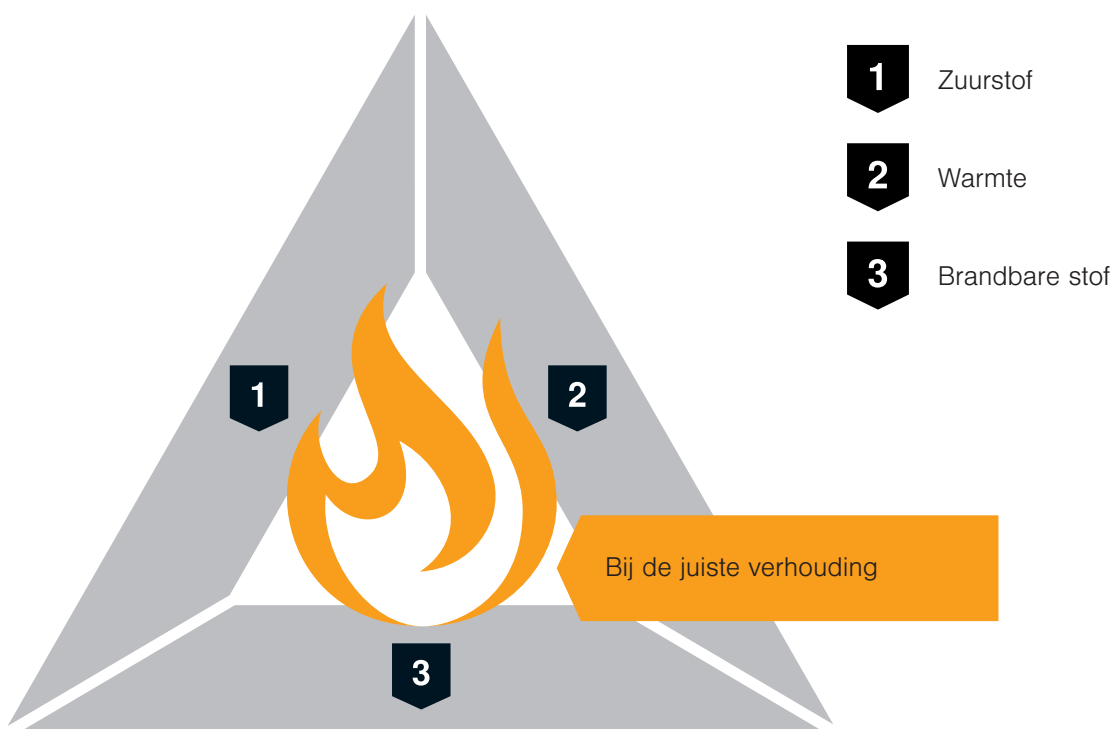 1 Zuurstof
2 Warmte
3 Brandbare stof
1
2
Bij de juiste verhouding
3